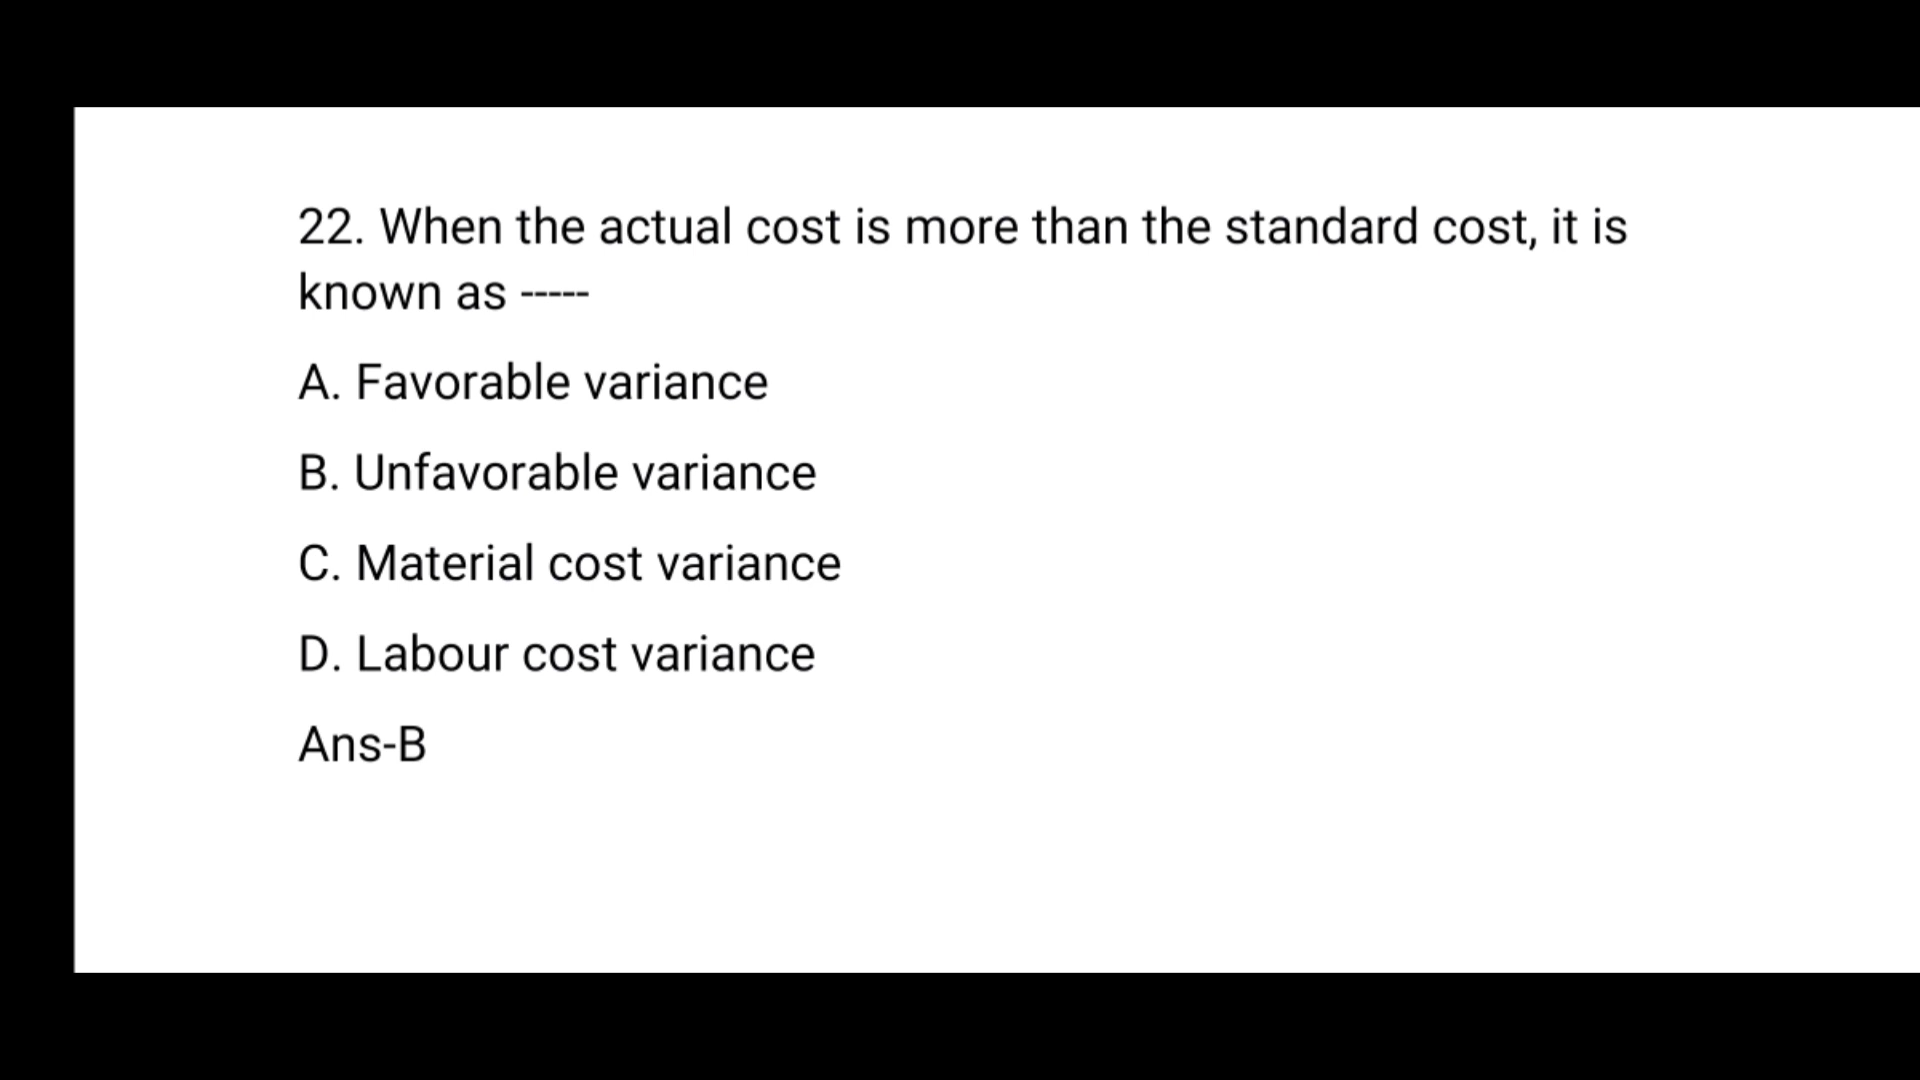 22. When the actual cost is more than the standard cost, it is
known as -----
A. Favorable variance
B. Unfavorable variance
C. Material cost variance
D. Labour cost variance
Ans-B